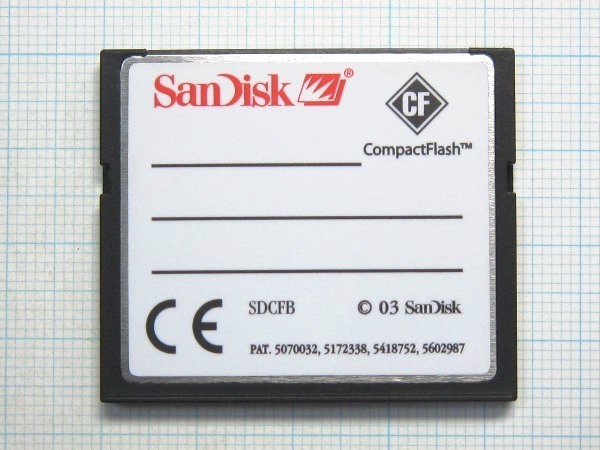 SanDisk®
CF
CompactFlash™
CE
SDCFB
© 03 SanDisk
PAT. 5070032, 5172338, 5418752, 5602987